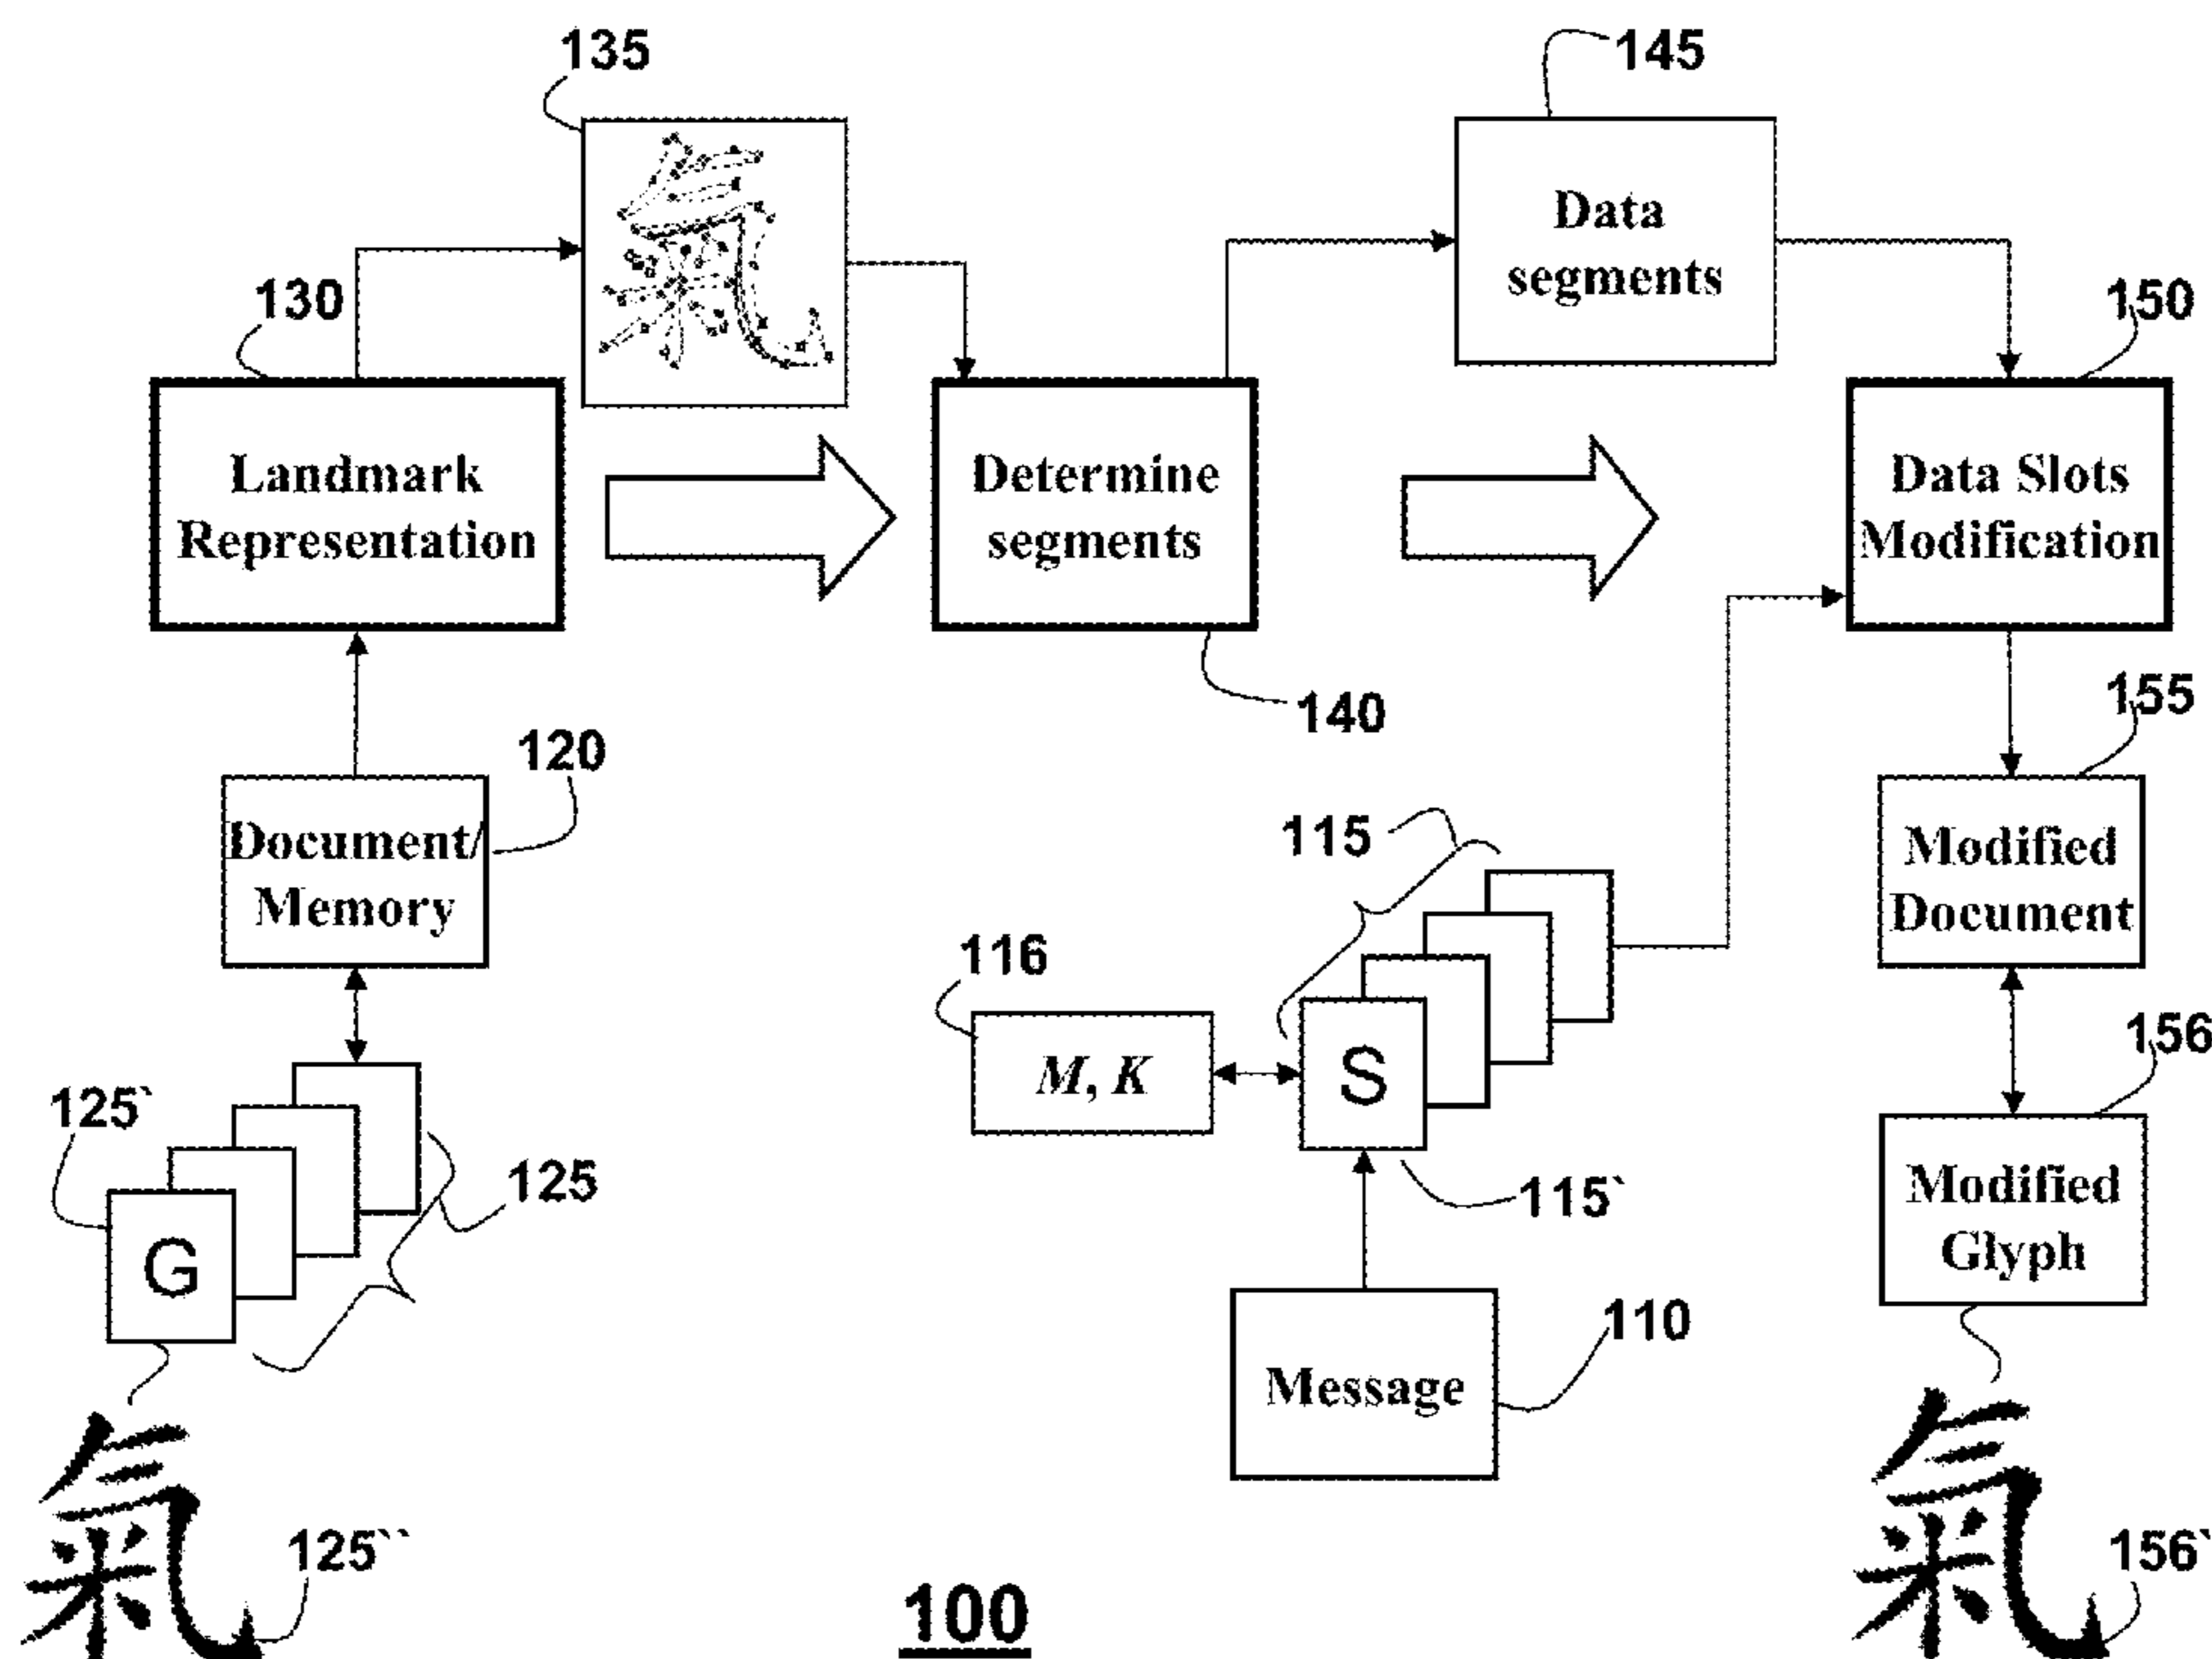 135
145
130
150
Data
segments
Landmark
Representation
Determine
segments
Data Slots
Modification
140
155
120
115
Document/
Memory
Modified
Document
116
M, K
S
125`
125
115`
156
G
Modified
Glyph
110
Message
氣
125``
氣
156`
100